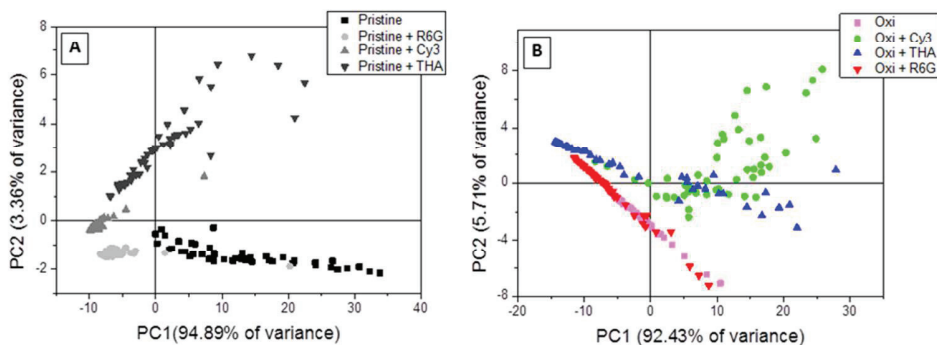 A
Pristine
Pristine + R6G
Pristine + Cy3
Pristine + THA
8
6
4
2
0
-2
-4
PC2 (3.36% of variance)
-10 0 10 20 30 40
PC1(94.89% of variance)
B
Oxi
Oxi + Cy3
Oxi + THA
Oxi + R6G
8
4
0
-4
-8
PC2 (5.71% of variance)
-20 -10 0 10 20 30
PC1 (92.43% of variance)